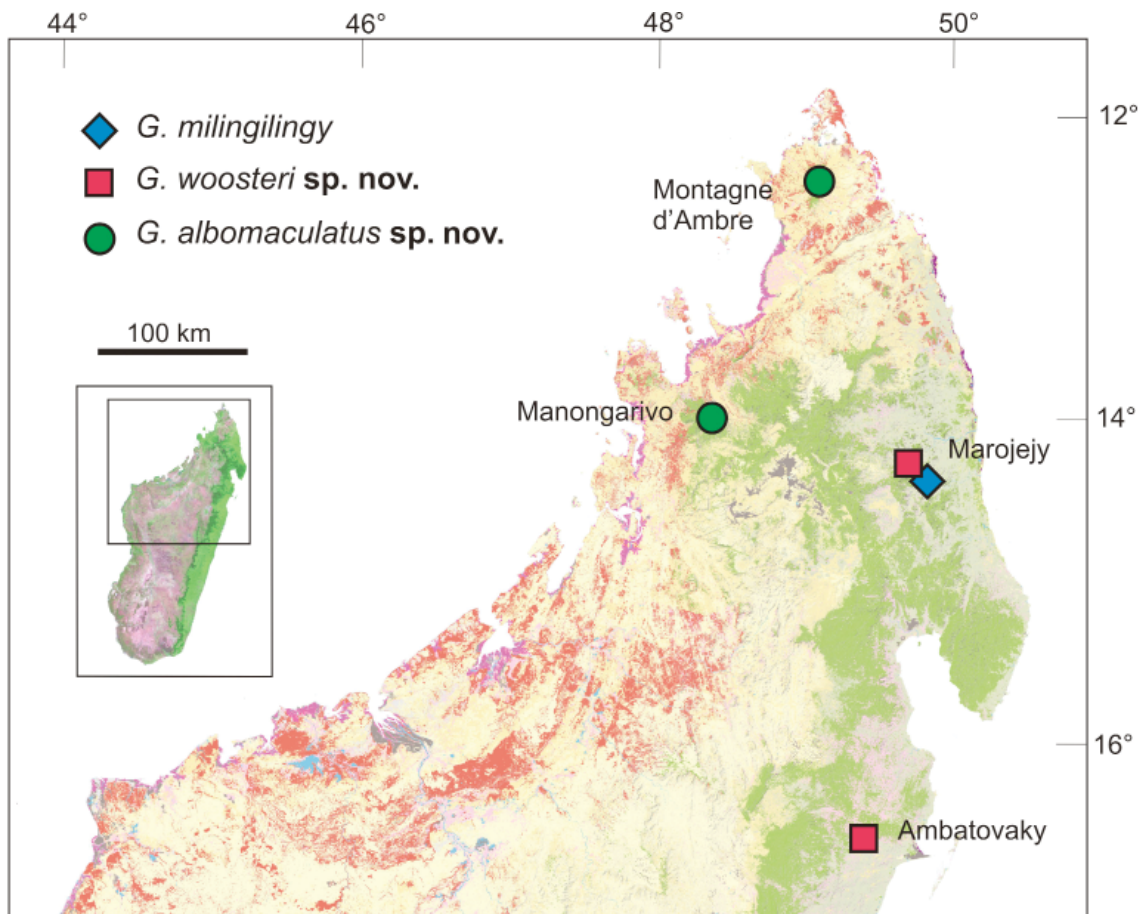 44° 46° 48° 50°
12°
G. milingilingy
G. woosteri sp. nov.
G. albomaculatus sp. nov.
Montagne
d'Ambre
100 km
Manongarivo
14°
Marojejy
16°
Ambatovaky